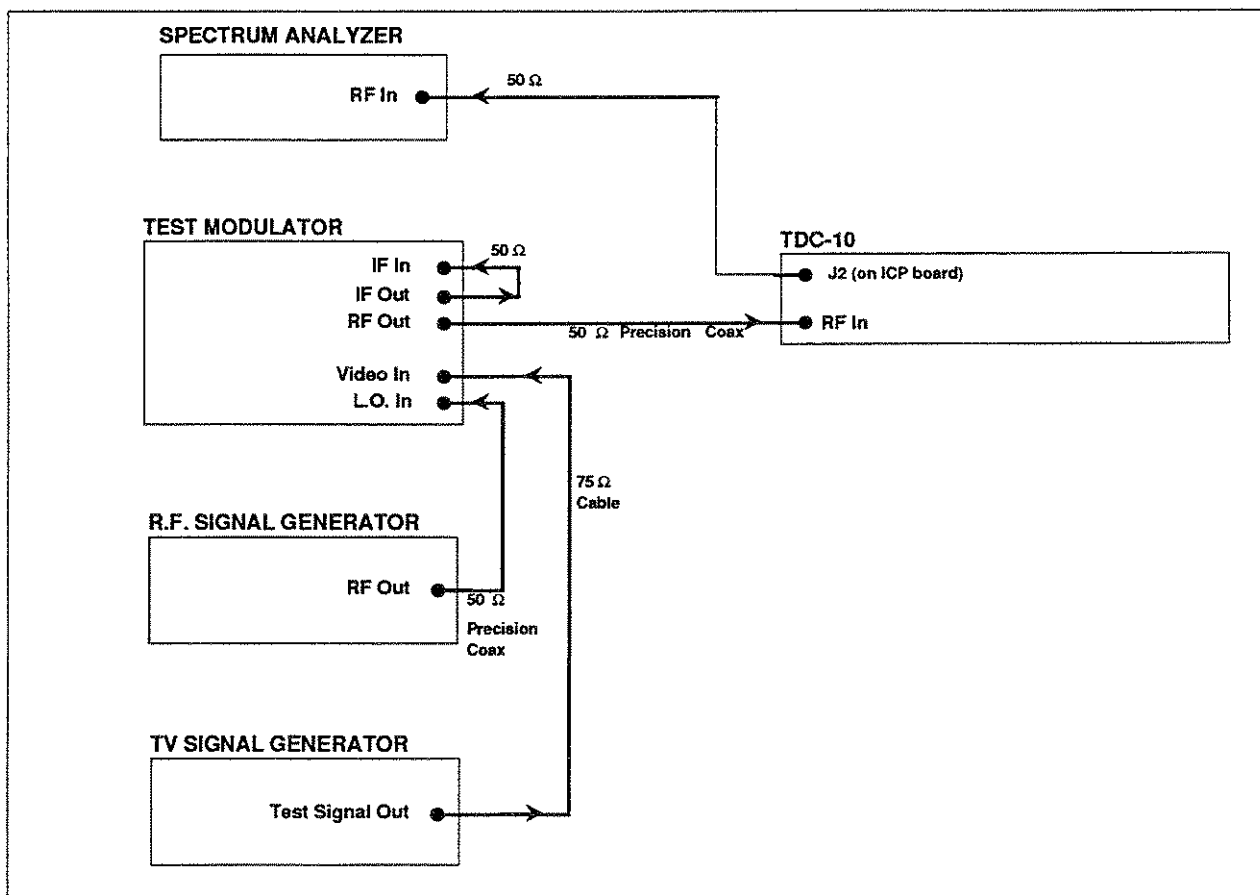 SPECTRUM ANALYZER
RF In
50 Ω
TEST MODULATOR
IF In
50 Ω
IF Out
RF Out
50 Ω Precision Coax
Video In
L.O. In
TDC-10
J2 (on ICP board)
RF In
75 Ω
Cable
R.F. SIGNAL GENERATOR
RF Out
50 Ω
Precision
Coax
TV SIGNAL GENERATOR
Test Signal Out